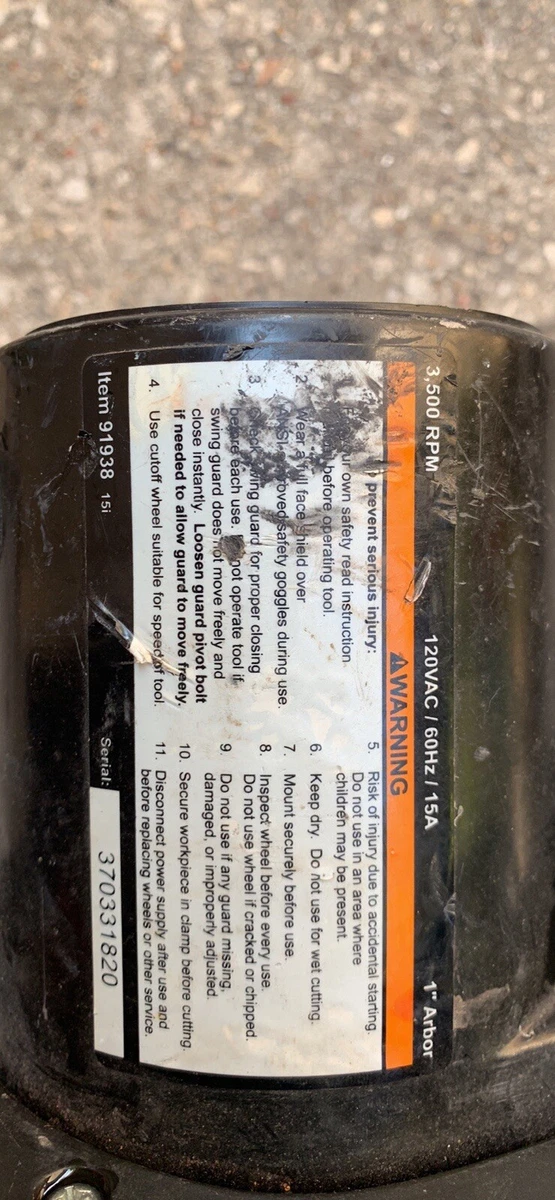 3,500 RPM 120VAC / 60Hz / 15A 1" Arbor
⚠WARNING
prevent serious injury:
own safety read instruction
before operating tool.
2. Wear a full face shield over
safety goggles during use.
3. swing guard for proper closing
before each use. not operate tool if
swing guard does not move freely and
close instantly. Loosen guard pivot bolt
if needed to allow guard to move freely.
4. Use cutoff wheel suitable for speed of tool.
5. Risk of injury due to accidental starting.
Do not use in an area where
children may be present.
6. Keep dry. Do not use for wet cutting.
7. Mount securely before use.
8. Inspect wheel before every use.
Do not use wheel if cracked or chipped.
9. Do not use if any guard missing,
damaged, or improperly adjusted.
10. Secure workpiece in clamp before cutting.
11. Disconnect power supply after use and
before replacing wheels or other service.
Item 91938 15i Serial: 370331820